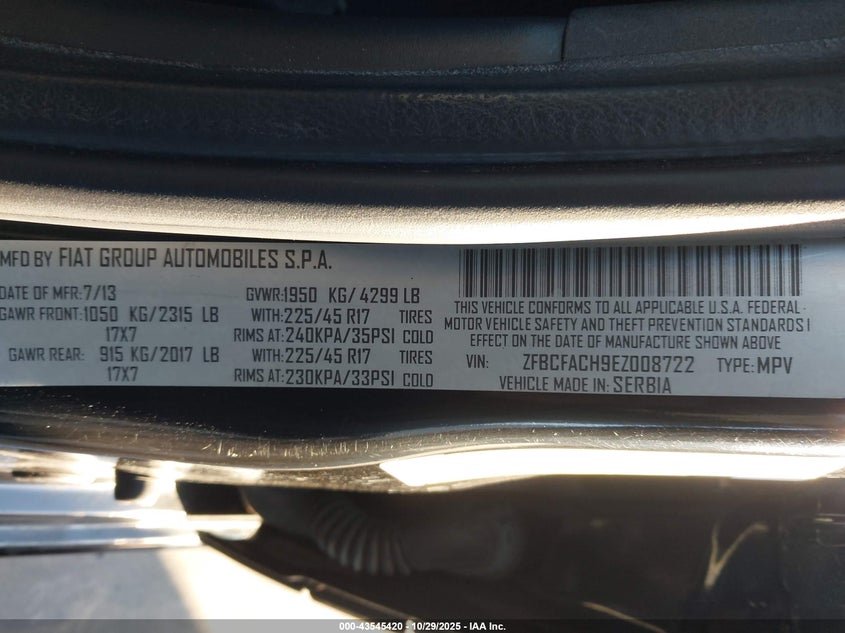 MFD BY FIAT GROUP AUTOMOBILES S.P.A.
DATE OF MFR:7/13 GVWR:1950 KG/4299 LB
GAWR FRONT:1050 KG/2315 LB WITH:225/45 R17 TIRES
17X7 RIMS AT:240KPA/35PSI COLD
GAWR REAR: 915 KG/2017 LB WITH:225/45 R17 TIRES
17X7 RIMS AT:230KPA/33PSI COLD
THIS VEHICLE CONFORMS TO ALL APPLICABLE U.S.A. FEDERAL
MOTOR VEHICLE SAFETY AND THEFT PREVENTION STANDARDS I
EFFECT ON THE DATE OF MANUFACTURE SHOWN ABOVE
VIN: ZFBCFACH9EZ008722 TYPE:MPV
VEHICLE MADE IN:SERBIA
000-43545420 - 10/29/2025 - IAA Inc.